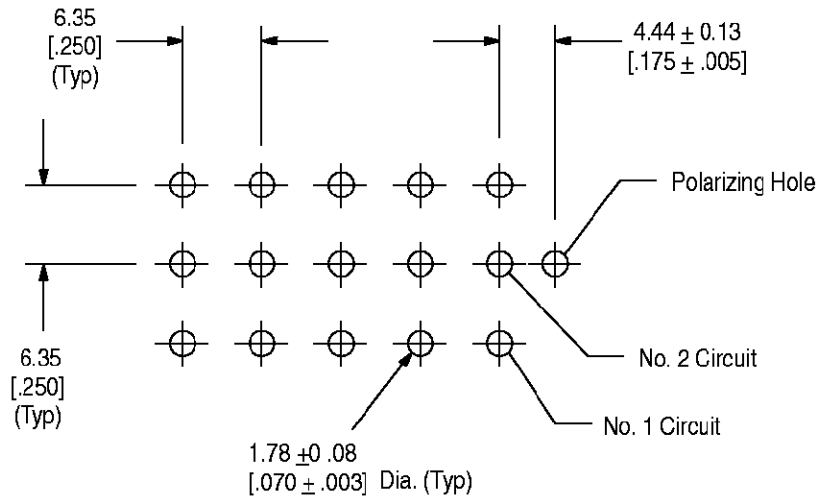 6.35
[.250]
(Typ)
4.44 ± 0.13
[.175 ± .005]
Polarizing Hole
6.35
[.250]
(Typ)
No. 2 Circuit
No. 1 Circuit
1.78 ±0 .08
[.070 ± .003] Dia. (Typ)